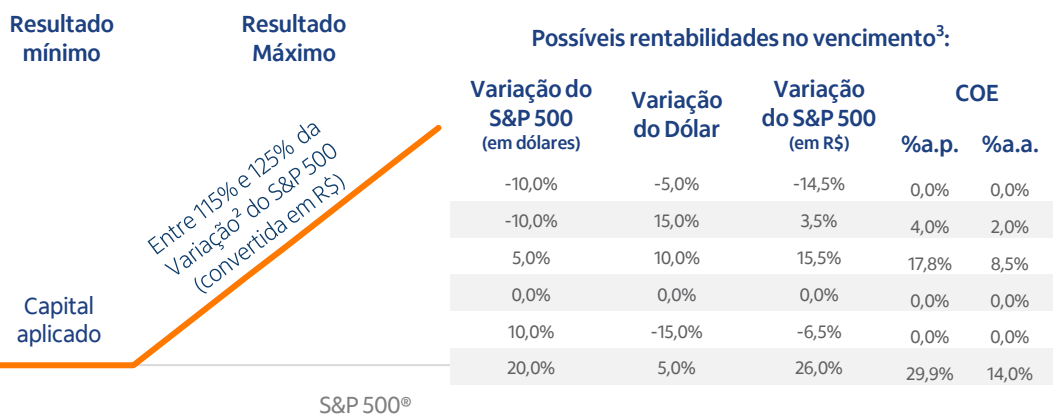 Resultado
mínimo
Resultado
Máximo
Entre 115% e 125% da
Variação² do S&P 500
(convertida em R$)
Capital
aplicado
S&P 500®
Possíveis rentabilidades no vencimento³:
Variação do
S&P 500
(em dólares)
Variação
do Dólar
Variação
do S&P 500
(em R$)
COE
%a.p. %a.a.
-10,0% -5,0% -14,5% 0,0% 0,0%
-10,0% 15,0% 3,5% 4,0% 2,0%
5,0% 10,0% 15,5% 17,8% 8,5%
0,0% 0,0% 0,0% 0,0% 0,0%
10,0% -15,0% -6,5% 0,0% 0,0%
20,0% 5,0% 26,0% 29,9% 14,0%